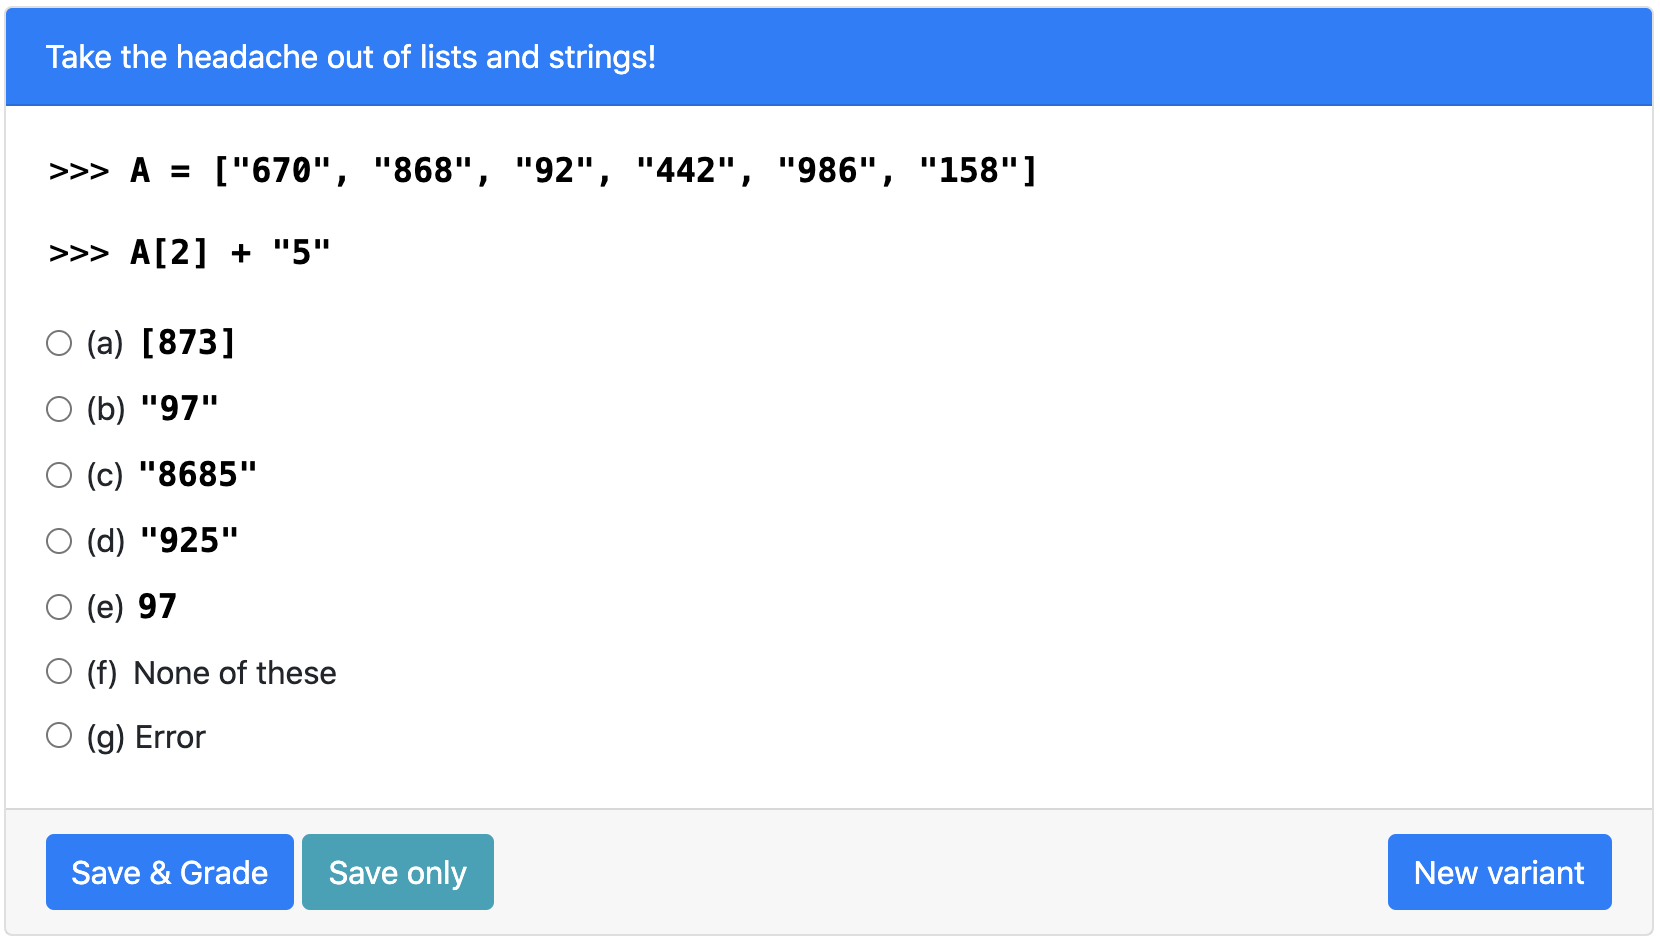 Take the headache out of lists and strings!
>>> A = ["670", "868", "92", "442", "986", "158"]
>>> A[2] + "5"
(a) [873]
(b) "97"
(c) "8685"
(d) "925"
(e) 97
(f) None of these
(g) Error
Save & Grade Save only New variant